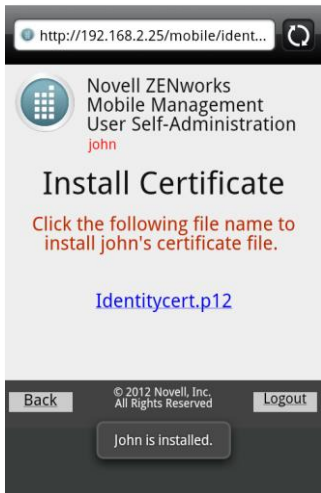 http://192.168.2.25/mobile/ident...
Novell ZENworks
Mobile Management
User Self-Administration
john
Install Certificate
Click the following file name to
install john's certificate file.
Identitycert.p12
Back
© 2012 Novell, Inc.
All Rights Reserved
Logout
John is installed.